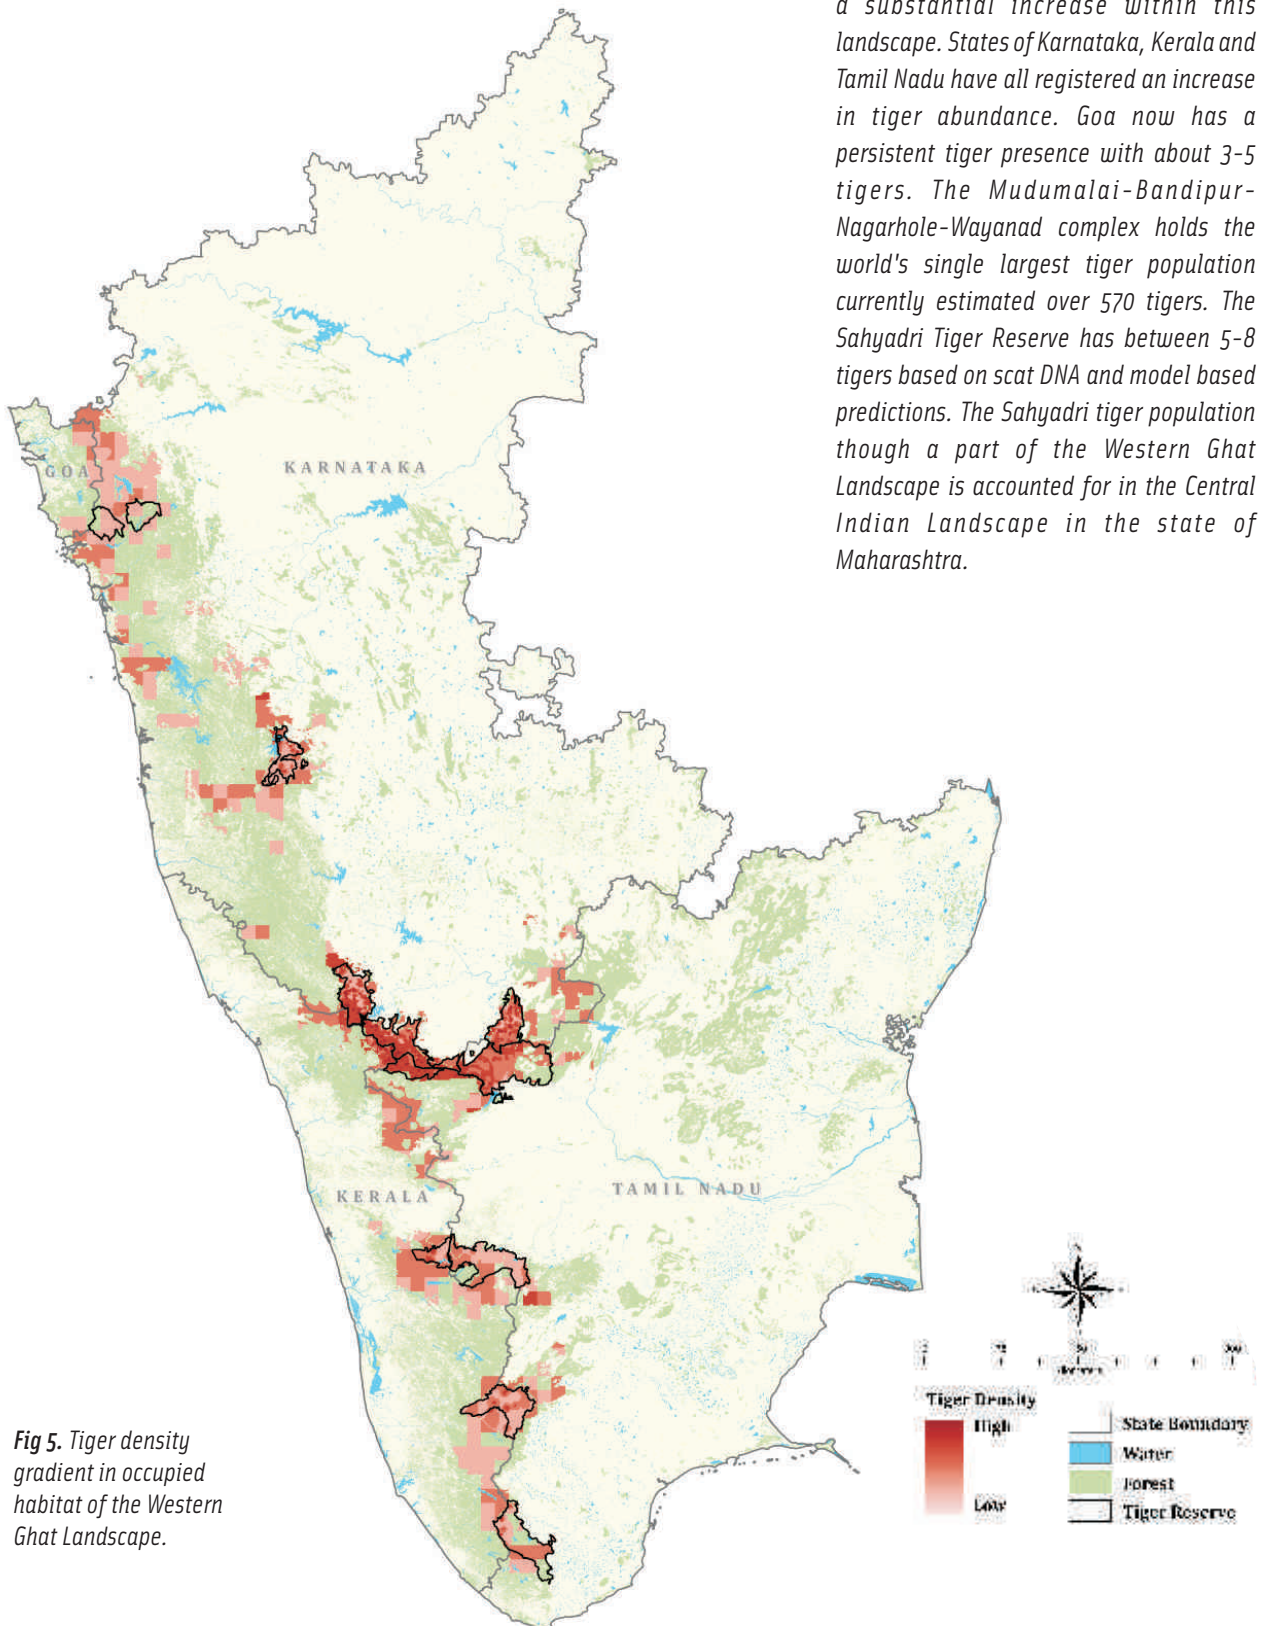 a substantial increase within this
landscape. States of Karnataka, Kerala and
Tamil Nadu have all registered an increase
in tiger abundance. Goa now has a
persistent tiger presence with about 3-5
tigers. The Mudumalai-Bandipur-
Nagarhole-Wayanad complex holds the
world's single largest tiger population
currently estimated over 570 tigers. The
Sahyadri Tiger Reserve has between 5-8
tigers based on scat DNA and model based
predictions. The Sahyadri tiger population
though a part of the Western Ghat
Landscape is accounted for in the Central
Indian Landscape in the state of
Maharashtra.
GOA
KARNATAKA
KERALA
TAMIL NADU
Tiger Density
High
Low
State Boundary
Water
Forest
Tiger Reserve
Fig 5. Tiger density
gradient in occupied
habitat of the Western
Ghat Landscape.